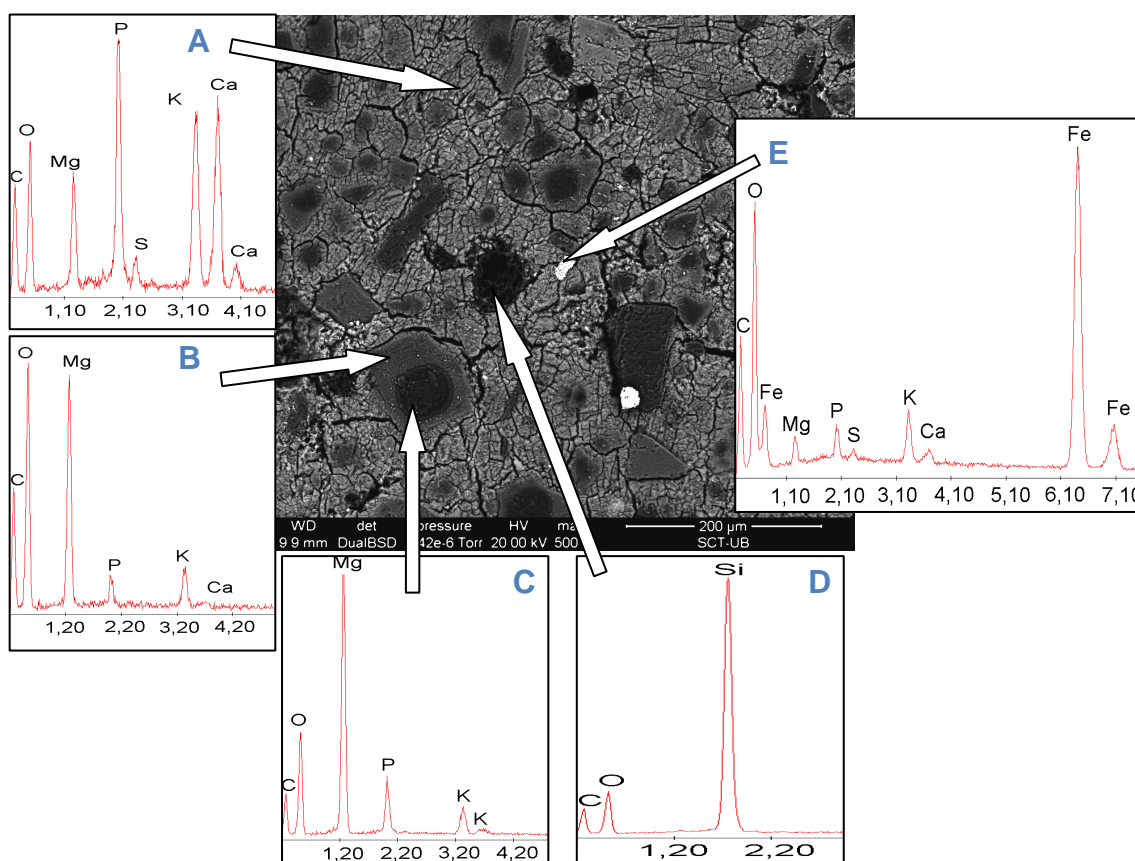 A
P
Ca
K
O
Mg
C
S
Ca
1,10 2,10 3,10 4,10
B
O
Mg
C
P
K
Ca
1,20 2,20 3,20 4,20
E
Fe
O
C
Fe
Mg
P
S
K
Ca
Fe
1,10 2,10 3,10 4,10 5,10 6,10 7,10
WD det pressure HV 200 µm
9 9 mm DualBSD 42e-6 Torr 20 00 kV 500 SCT-UB
C
Mg
O
C
P
K
K
1,20 2,20 3,20 4,20
D
Si
C
O
1,20 2,20